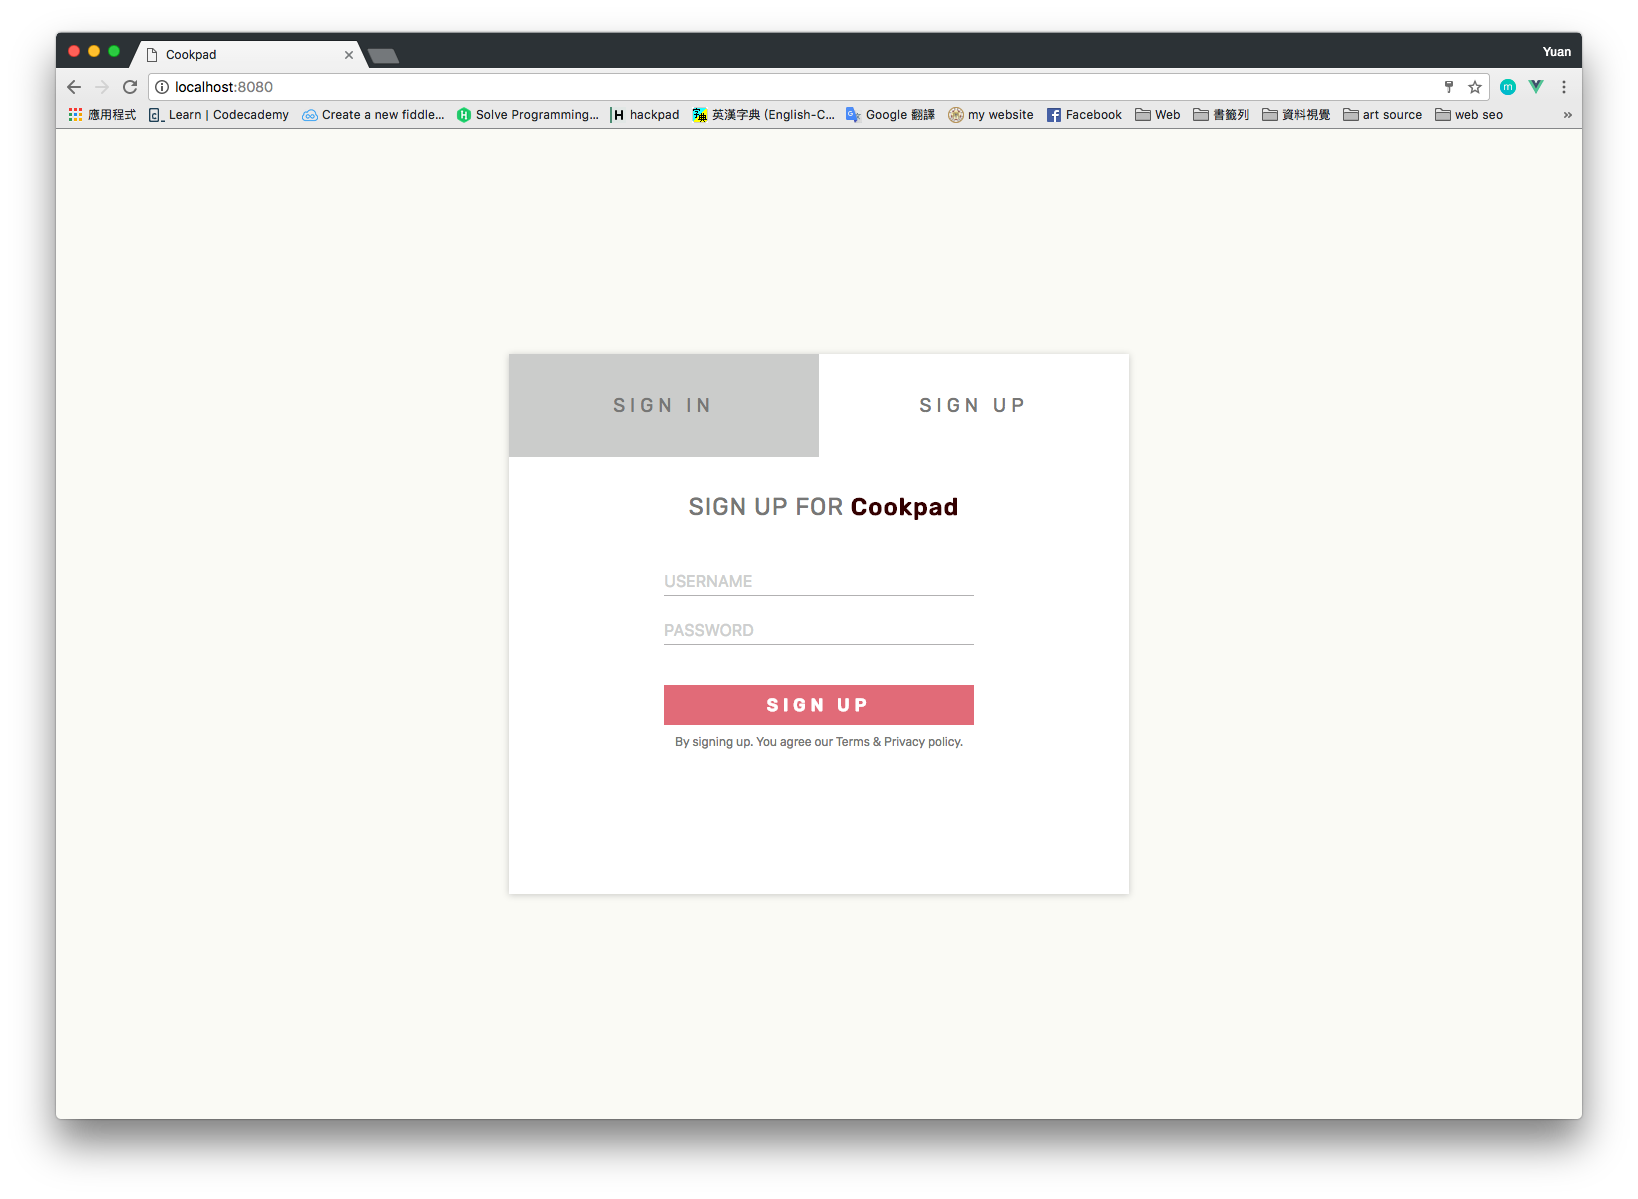 Cookpad
Yuan
localhost:8080
應用程式 Learn | Codecademy Create a new fiddle... Solve Programming... hackpad 英漢字典 (English-C... Google 翻譯 my website Facebook Web 書籤列 資料視覺 art source web seo »
SIGN IN
SIGN UP
SIGN UP FOR Cookpad
USERNAME
PASSWORD
SIGN UP
By signing up. You agree our Terms & Privacy policy.